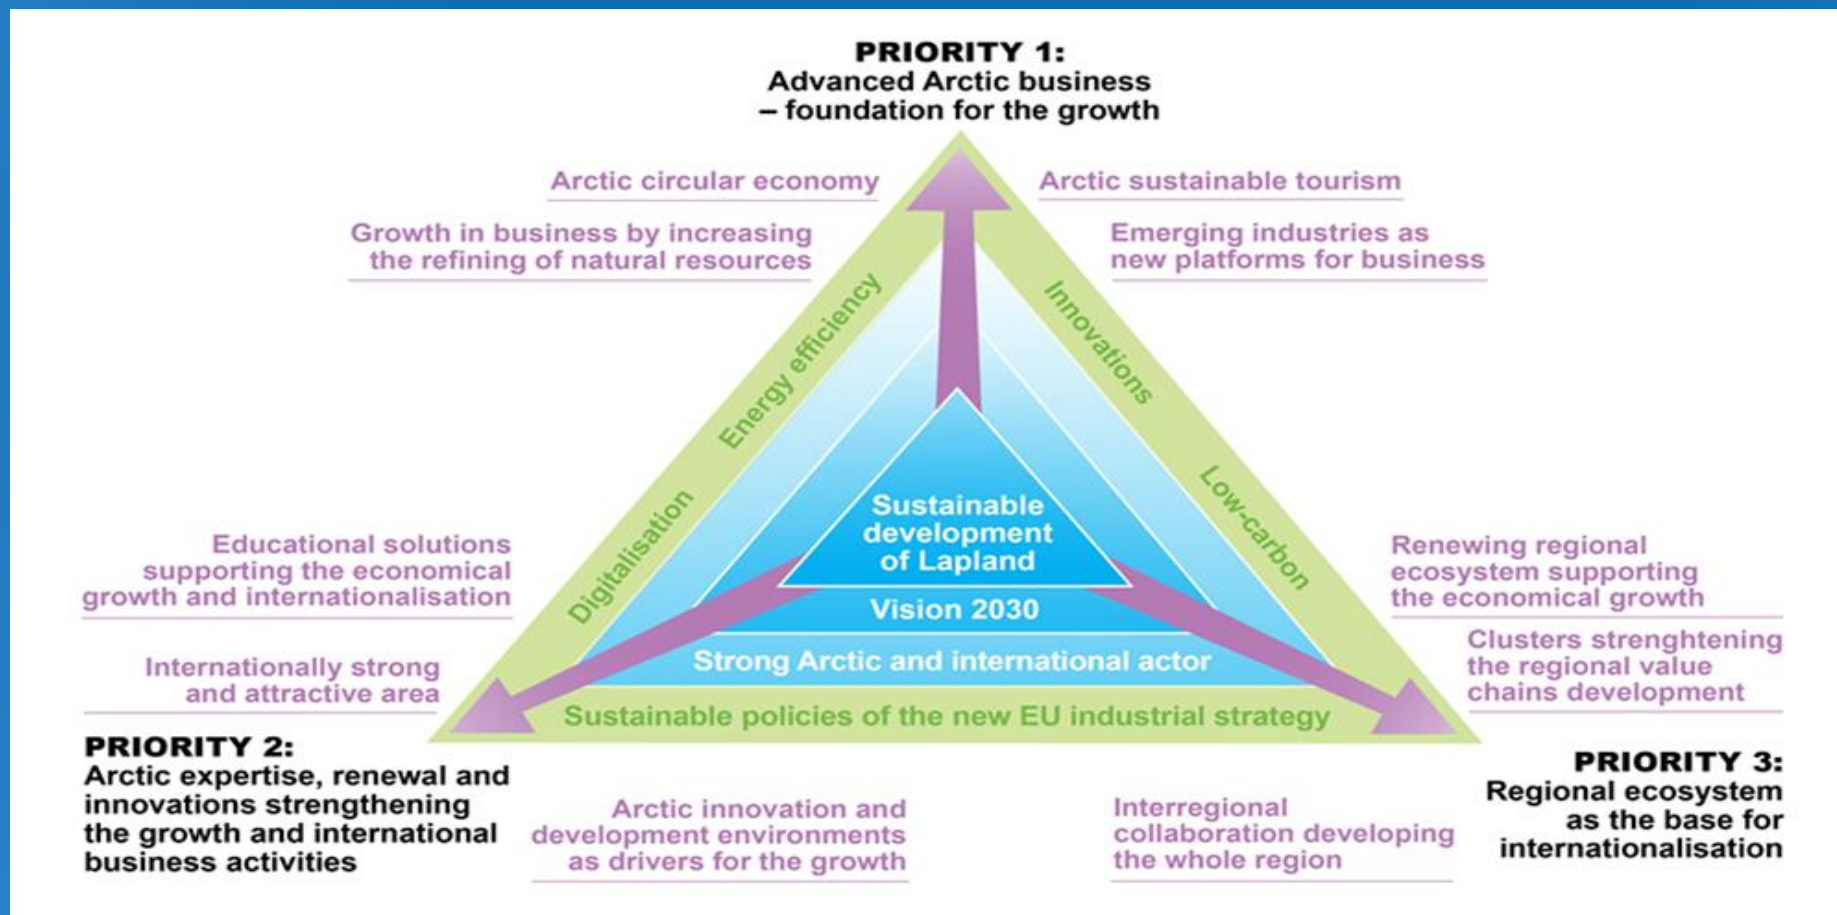 PRIORITY 1:
Advanced Arctic business
– foundation for the growth
Arctic circular economy
Growth in business by increasing
the refining of natural resources
Arctic sustainable tourism
Emerging industries as
new platforms for business
Energy efficiency
Digitalisation
Innovations
Low-carbon
Sustainable
development
of Lapland
Vision 2030
Strong Arctic and international actor
Sustainable policies of the new EU industrial strategy
Educational solutions
supporting the economical
growth and internationalisation
Internationally strong
and attractive area
PRIORITY 2:
Arctic expertise, renewal and
innovations strengthening
the growth and international
business activities
Arctic innovation and
development environments
as drivers for the growth
Renewing regional
ecosystem supporting
the economical growth
Clusters strenghtening
the regional value
chains development
PRIORITY 3:
Regional ecosystem
as the base for
internationalisation
Interregional
collaboration developing
the whole region